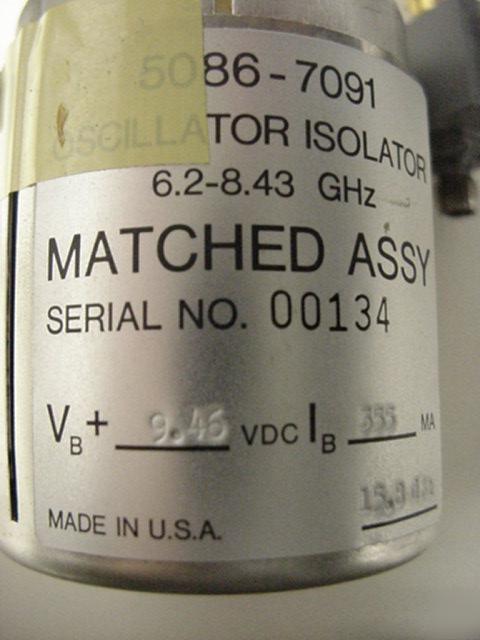 5086-7091
OSCILLATOR ISOLATOR
6.2-8.43 GHz
MATCHED ASSY
SERIAL NO. 00134
VB+ 9.46 VDC IB 355 MA
MADE IN U.S.A.